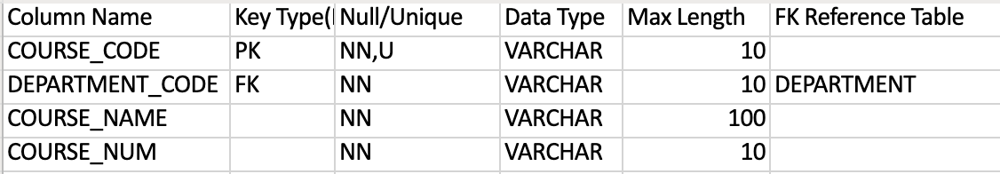 Column Name Key Type( Null/Unique Data Type Max Length FK Reference Table
COURSE_CODE PK NN,U VARCHAR 10
DEPARTMENT_CODE FK NN VARCHAR 10 DEPARTMENT
COURSE_NAME NN VARCHAR 100
COURSE_NUM NN VARCHAR 10